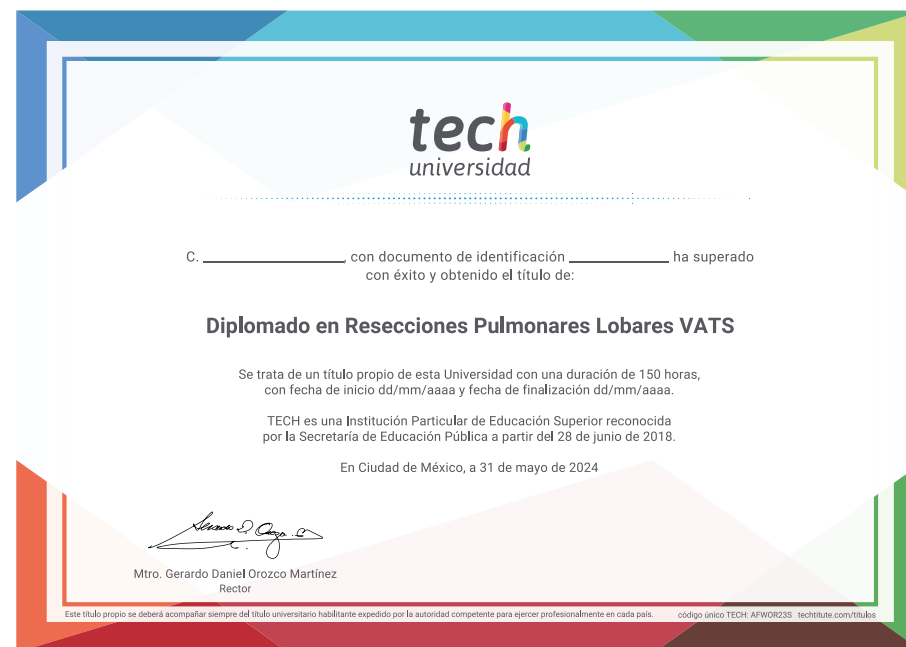 tech
universidad
C. ____________, con documento de identificación ____________ ha superado
con éxito y obtenido el título de:
Diplomado en Resecciones Pulmonares Lobares VATS
Se trata de un título propio de esta Universidad con una duración de 150 horas,
con fecha de inicio dd/mm/aaaa y fecha de finalización dd/mm/aaaa.
TECH es una Institución Particular de Educación Superior reconocida
por la Secretaría de Educación Pública a partir del 28 de junio de 2018.
En Ciudad de México, a 31 de mayo de 2024
Mtro. Gerardo Daniel Orozco Martínez
Rector
Este título propio se deberá acompañar siempre del título universitario habilitante expedido por la autoridad competente para ejercer profesionalmente en cada país. código único TECH: AFWOR23S techtitute.com/titulos